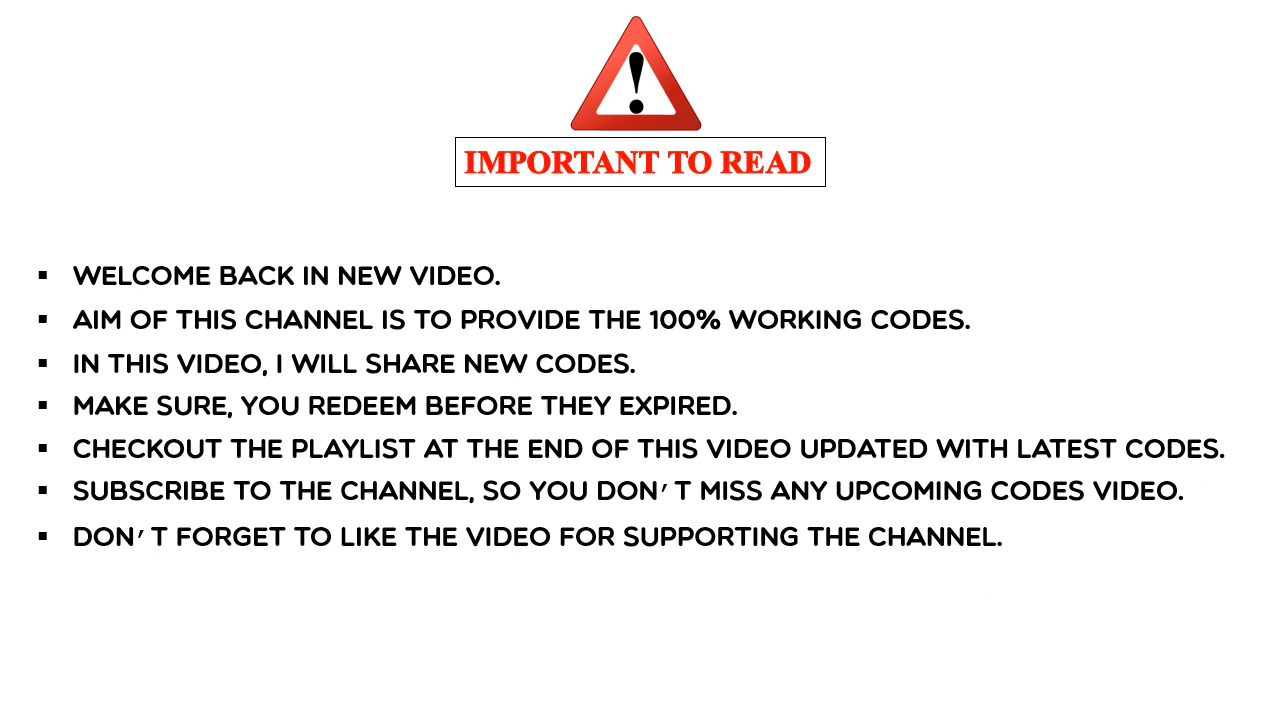 IMPORTANT TO READ
▪ WELCOME BACK IN NEW VIDEO.
▪ AIM OF THIS CHANNEL IS TO PROVIDE THE 100% WORKING CODES.
▪ IN THIS VIDEO, I WILL SHARE NEW CODES.
▪ MAKE SURE, YOU REDEEM BEFORE THEY EXPIRED.
▪ CHECKOUT THE PLAYLIST AT THE END OF THIS VIDEO UPDATED WITH LATEST CODES.
▪ SUBSCRIBE TO THE CHANNEL, SO YOU DON'T MISS ANY UPCOMING CODES VIDEO.
▪ DON'T FORGET TO LIKE THE VIDEO FOR SUPPORTING THE CHANNEL.